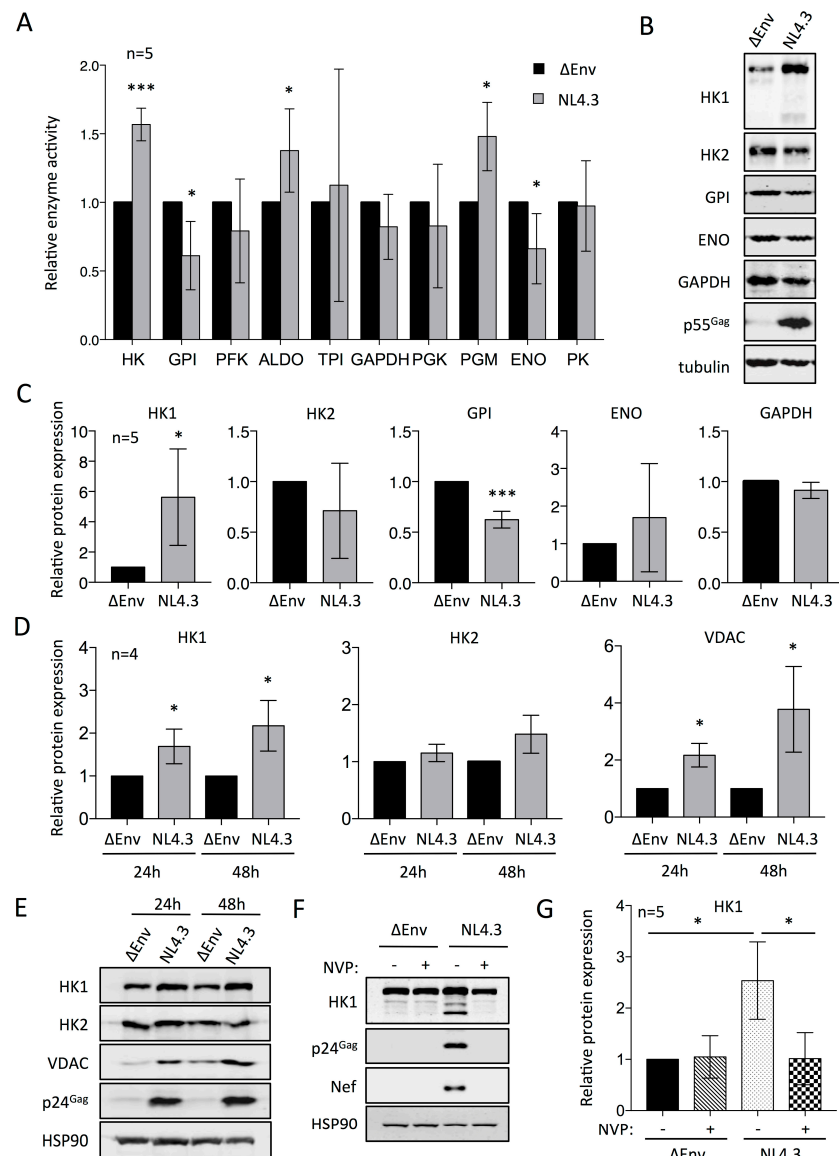 A
n=5
ΔEnv
NL4.3
Relative enzyme activity
2.0
1.5
1.0
0.5
0.0
***
*
*
*
*
HK GPI PFK ALDO TPI GAPDH PGK PGM ENO PK
B
ΔEnv NL4.3
HK1
HK2
GPI
ENO
GAPDH
p55Gag
tubulin
C
Relative protein expression
HK1 HK2 GPI ENO GAPDH
n=5
*
***
10
8
6
4
2
0
1.5
1.0
0.5
0.0
1.5
1.0
0.5
0.0
4
3
2
1
0
1.5
1.0
0.5
0.0
ΔEnv NL4.3 ΔEnv NL4.3 ΔEnv NL4.3 ΔEnv NL4.3 ΔEnv NL4.3
D
Relative protein expression
HK1 HK2 VDAC
n=4
*
*
*
*
4
3
2
1
0
3
2
1
0
6
4
2
0
ΔEnv NL4.3 ΔEnv NL4.3 ΔEnv NL4.3 ΔEnv NL4.3 ΔEnv NL4.3 ΔEnv NL4.3
24h 48h 24h 48h 24h 48h
E
24h 48h
ΔEnv NL4.3 ΔEnv NL4.3
HK1
HK2
VDAC
p24Gag
HSP90
F
ΔEnv NL4.3
NVP: - + - +
HK1
p24Gag
Nef
HSP90
G
HK1
n=5
*
*
Relative protein expression
4
3
2
1
0
NVP: - + - +
ΔEnv NL4.3